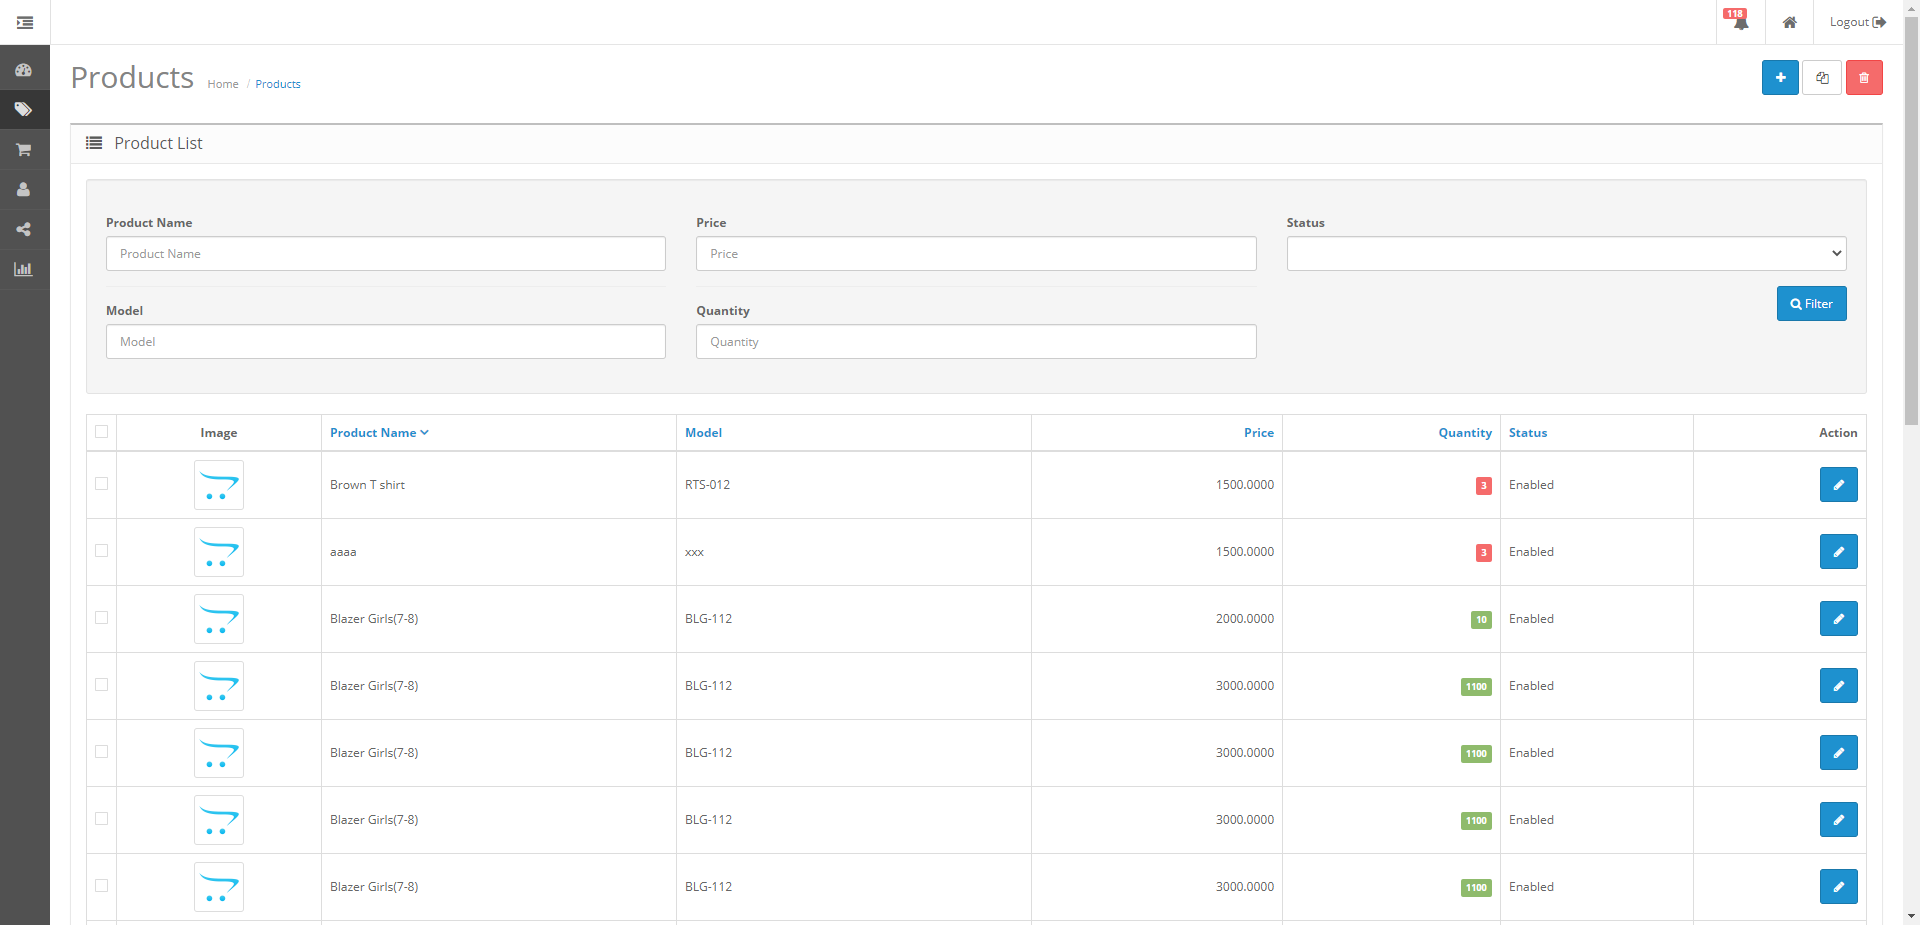 118
Logout
Products
Home / Products
Product List
Product Name
Price
Status
Product Name
Price
Filter
Model
Quantity
Model
Quantity
Image Product Name Model Price Quantity Status Action
Brown T shirt RTS-012 1500.0000 3 Enabled
aaaa xxx 1500.0000 3 Enabled
Blazer Girls(7-8) BLG-112 2000.0000 10 Enabled
Blazer Girls(7-8) BLG-112 3000.0000 1100 Enabled
Blazer Girls(7-8) BLG-112 3000.0000 1100 Enabled
Blazer Girls(7-8) BLG-112 3000.0000 1100 Enabled
Blazer Girls(7-8) BLG-112 3000.0000 1100 Enabled